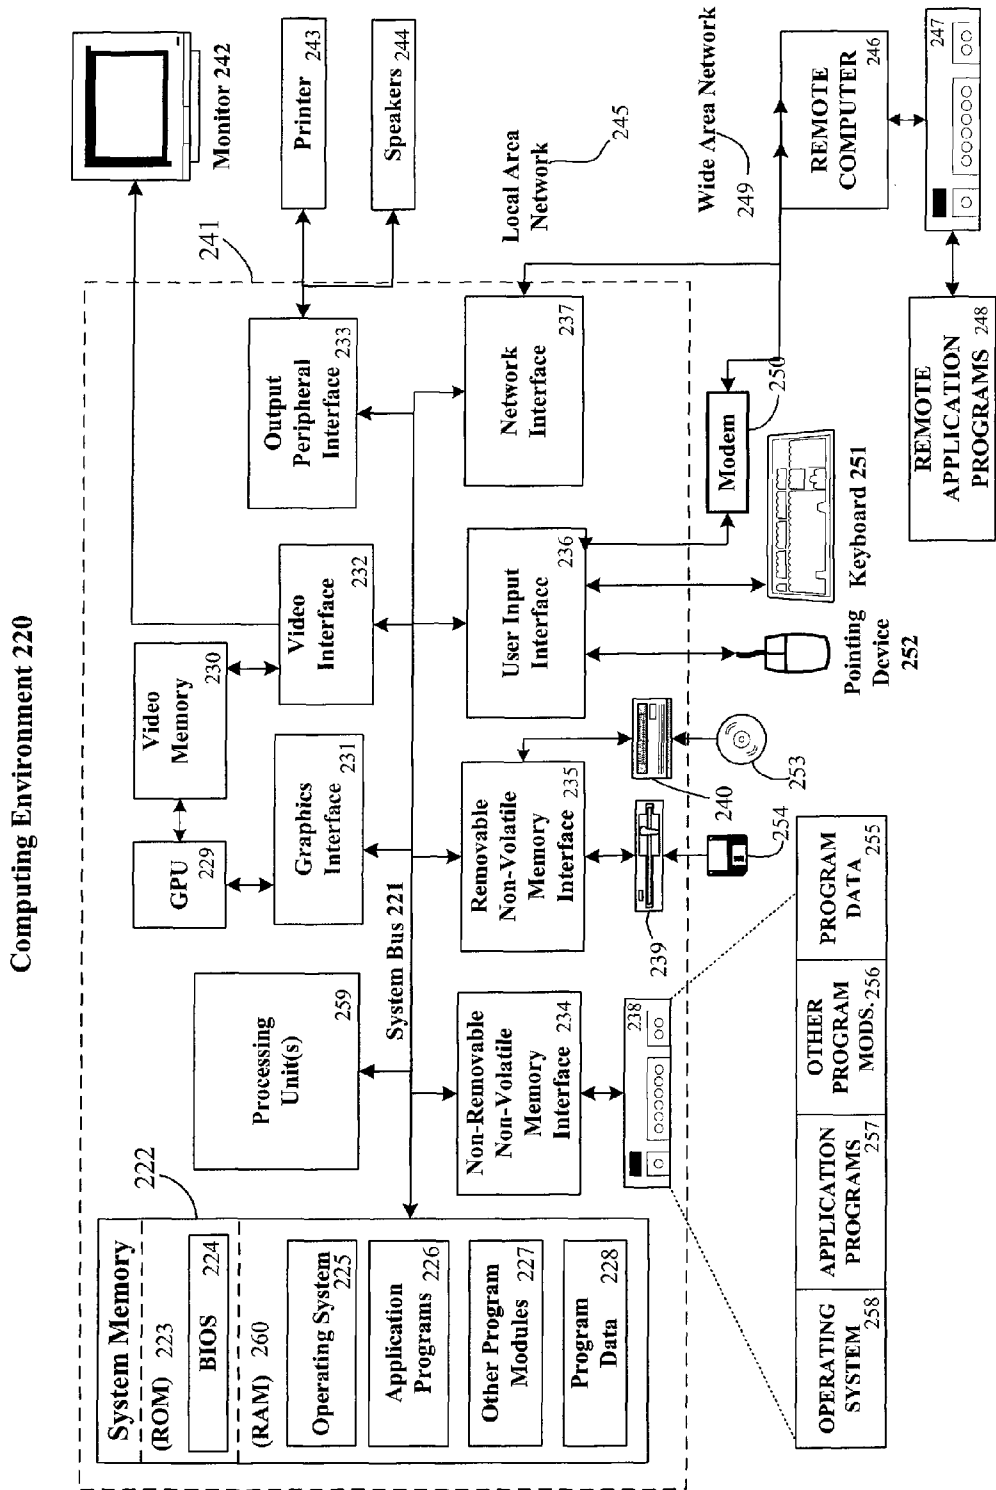 Computing Environment 220
System Memory
222
(ROM) 223
BIOS
224
(RAM) 260
Operating System
225
Application
Programs
226
Other Program
Modules
227
Program
Data
228
Processing
Unit(s)
259
GPU
229
Video
Memory
230
Graphics
Interface
231
Video
Interface
232
Output
Peripheral
Interface
233
241
Monitor 242
Printer
243
Speakers
244
System Bus 221
Non-Removable
Non-Volatile
Memory
Interface
234
Removable
Non-Volatile
Memory
Interface
235
User Input
Interface
236
Network
Interface
237
Local Area
Network
245
238
239
240
254
253
Pointing
Device
252
Keyboard 251
Modem
250
Wide Area Network
249
REMOTE
COMPUTER
246
247
REMOTE
APPLICATION
PROGRAMS
248
OPERATING
SYSTEM
258
APPLICATION
PROGRAMS
257
OTHER
PROGRAM
MODS.
256
PROGRAM
DATA
255